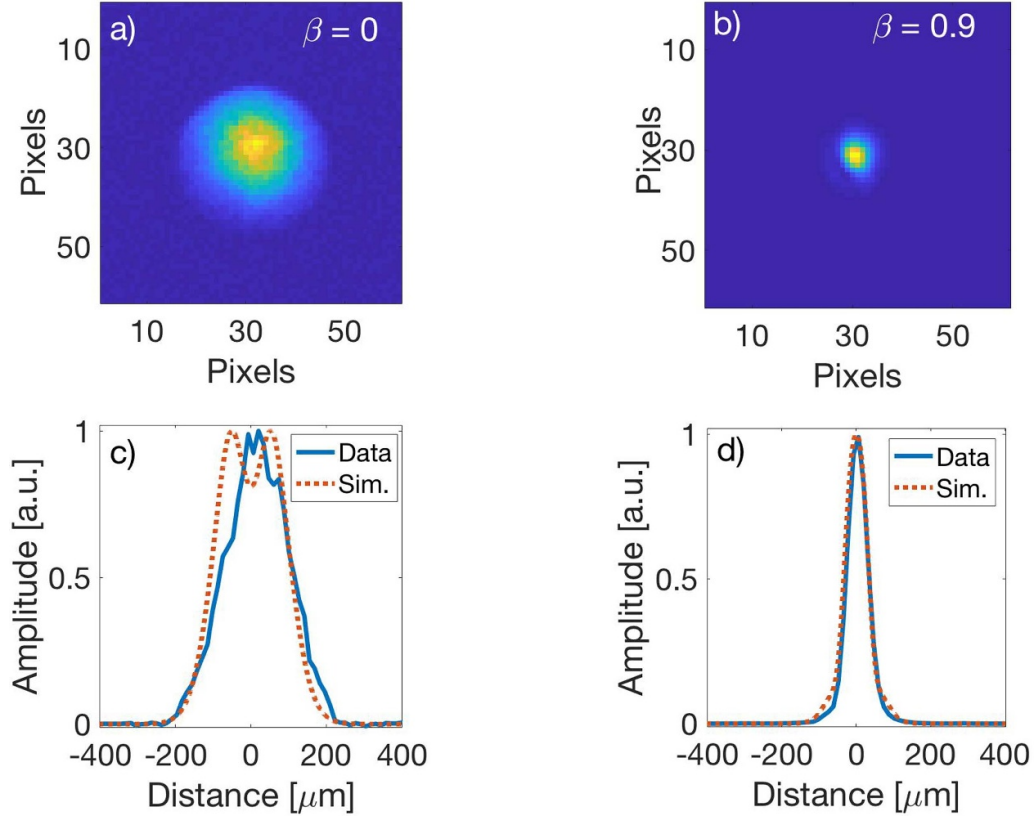 a)
β = 0
10
30
50
Pixels
10 30 50
Pixels
b)
β = 0.9
10
30
50
Pixels
10 30 50
Pixels
c)
Data
Sim.
1
0.5
0
Amplitude [a.u.]
-400 -200 0 200 400
Distance [μm]
d)
Data
Sim.
1
0.5
0
Amplitude [a.u.]
-400 -200 0 200 400
Distance [μm]